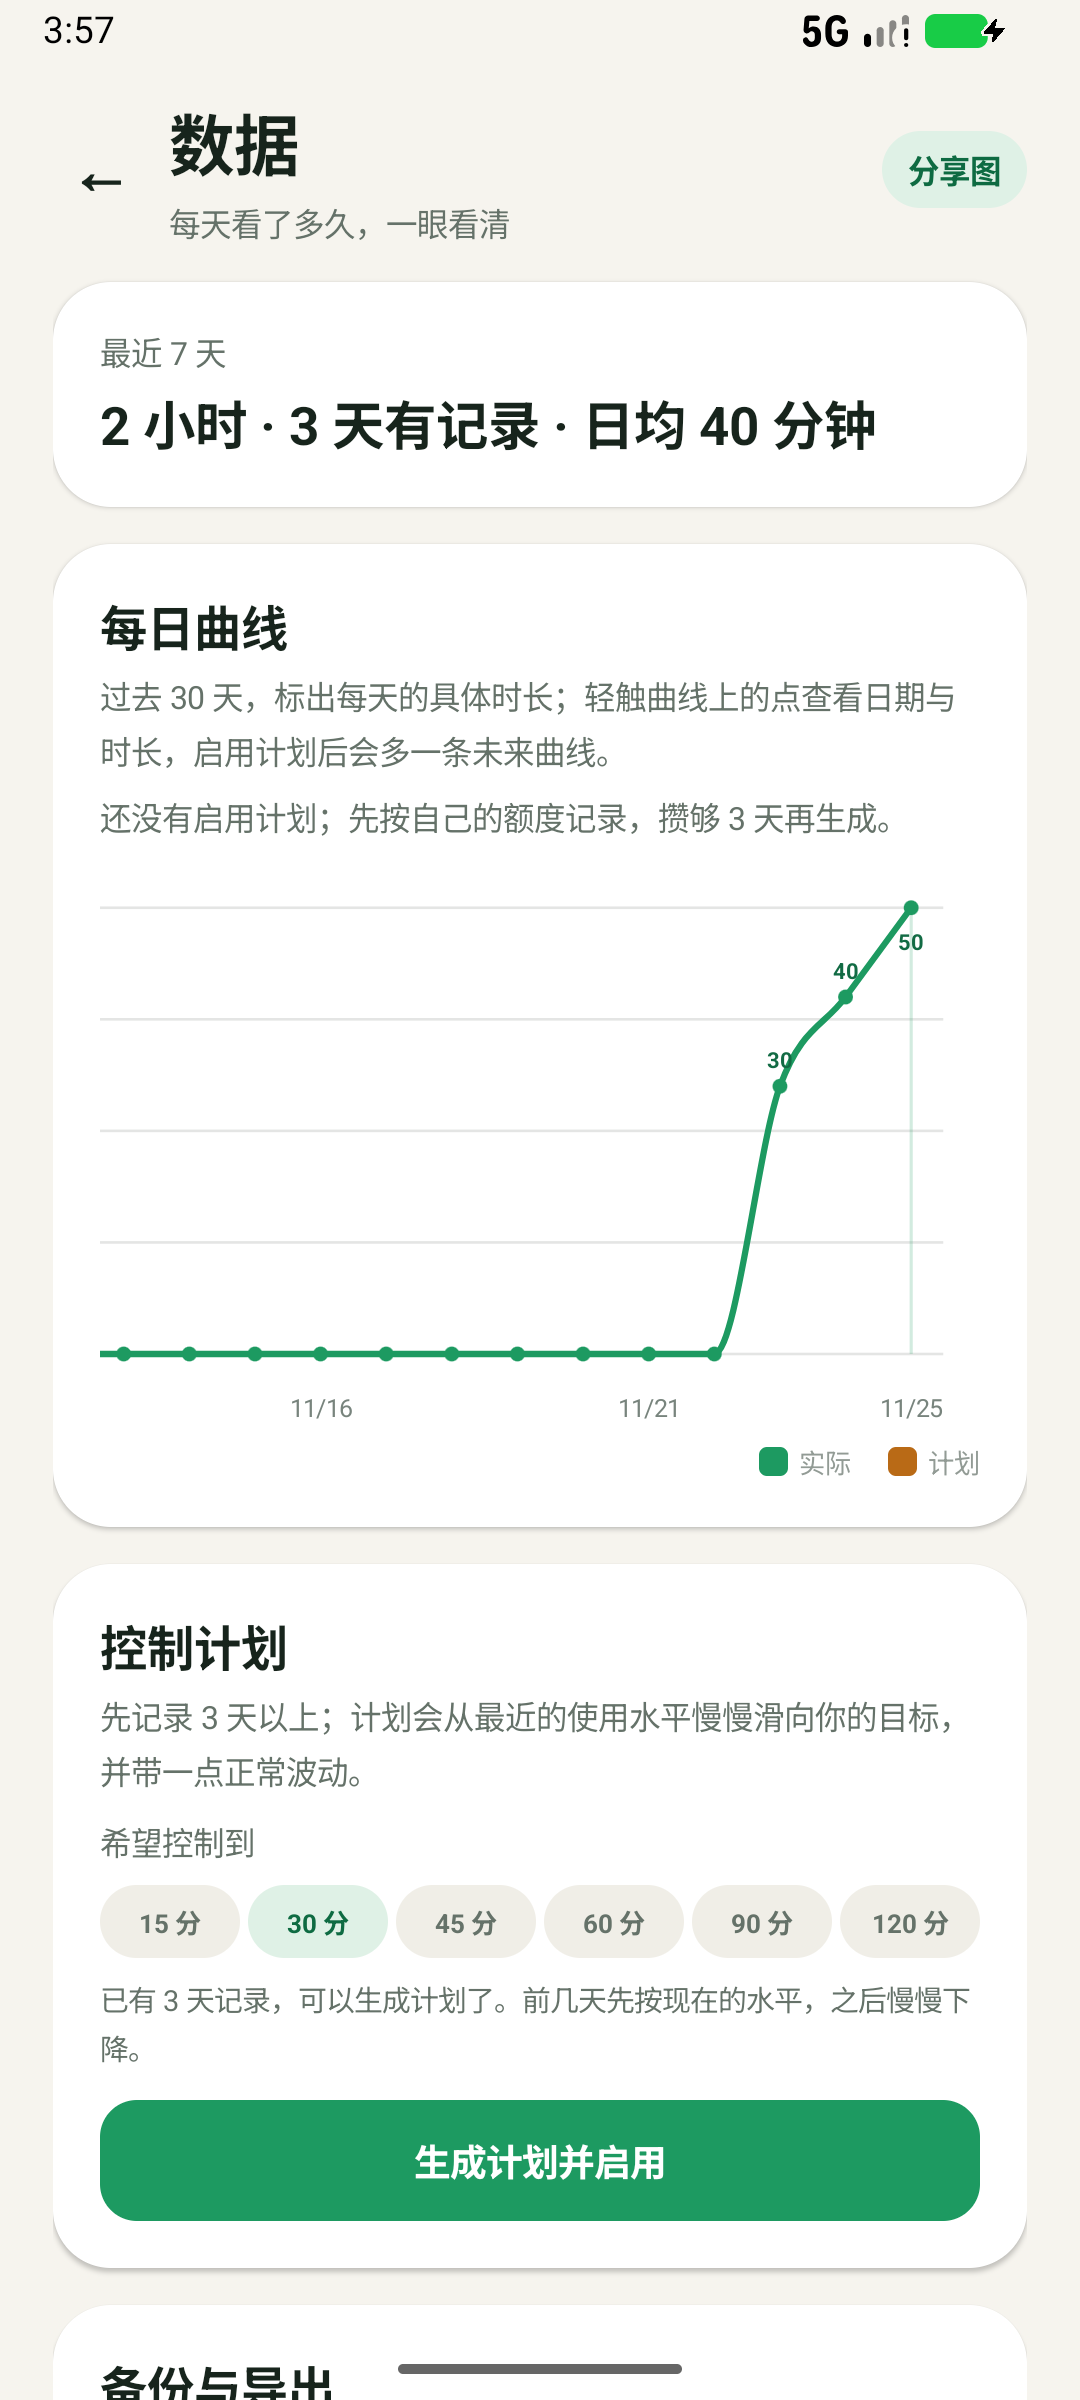 3:57
5G
数据
每天看了多久，一眼看清
分享图
最近 7 天
2 小时 · 3 天有记录 · 日均 40 分钟
每日曲线
过去 30 天，标出每天的具体时长；轻触曲线上的点查看日期与
时长，启用计划后会多一条未来曲线。
还没有启用计划；先按自己的额度记录，攒够 3 天再生成。
50
40
30
11/16
11/21
11/25
实际
计划
控制计划
先记录 3 天以上；计划会从最近的使用水平慢慢滑向你的目标，
并带一点正常波动。
希望控制到
15 分
30 分
45 分
60 分
90 分
120 分
已有 3 天记录，可以生成计划了。前几天先按现在的水平，之后慢慢下
降。
生成计划并启用
备份与导出